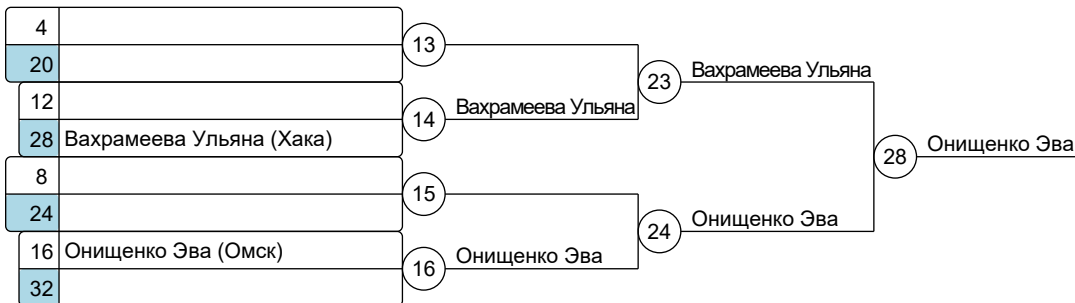 4
13
20
23 Вахрамеева Ульяна
12
14 Вахрамеева Ульяна
28 Вахрамеева Ульяна (Хака)
28 Онищенко Эва
8
15
24
24 Онищенко Эва
16 Онищенко Эва (Омск)
16 Онищенко Эва
32